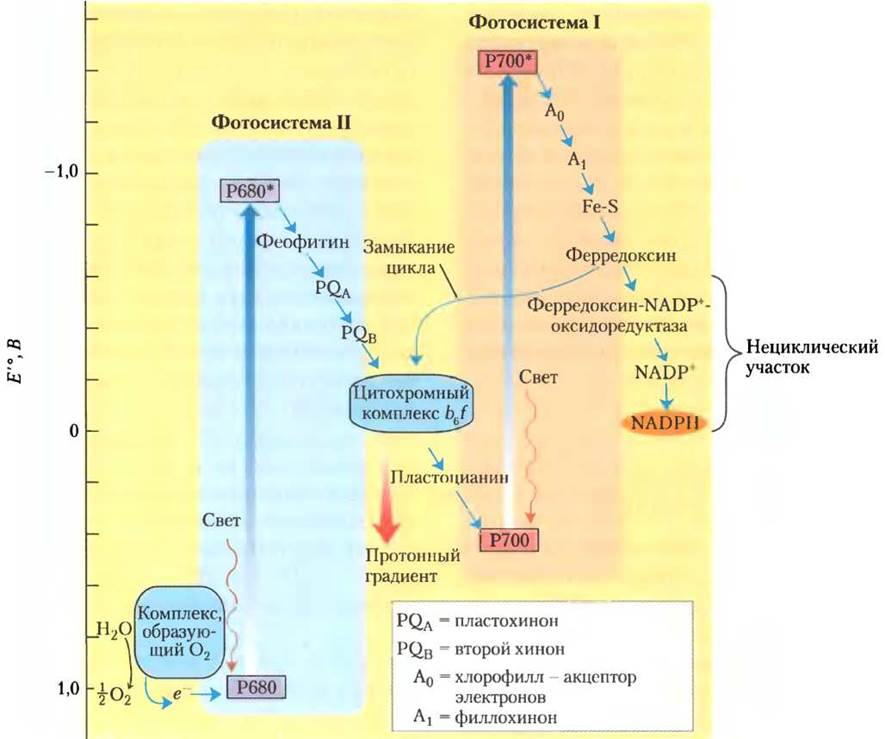 Фотосистема I
P700*
A0
Фотосистема II
A1
–1,0
P680*
Fe-S
Феофитин
Замыкание
цикла
Ферредоксин
PQA
Ферредоксин-NADP+-
оксидоредуктаза
PQB
E′°, В
Нециклический
участок
NADP+
Свет
Цитохромный
комплекс b6f
0
NADPH
Пластоцианин
Свет
P700
Протонный
градиент
Комплекс,
образую-
щий O2
H2O
½O2
e–
1,0
P680
PQA = пластохинон
PQB = второй хинон
A0 = хлорофилл – акцептор
электронов
A1 = филлохинон